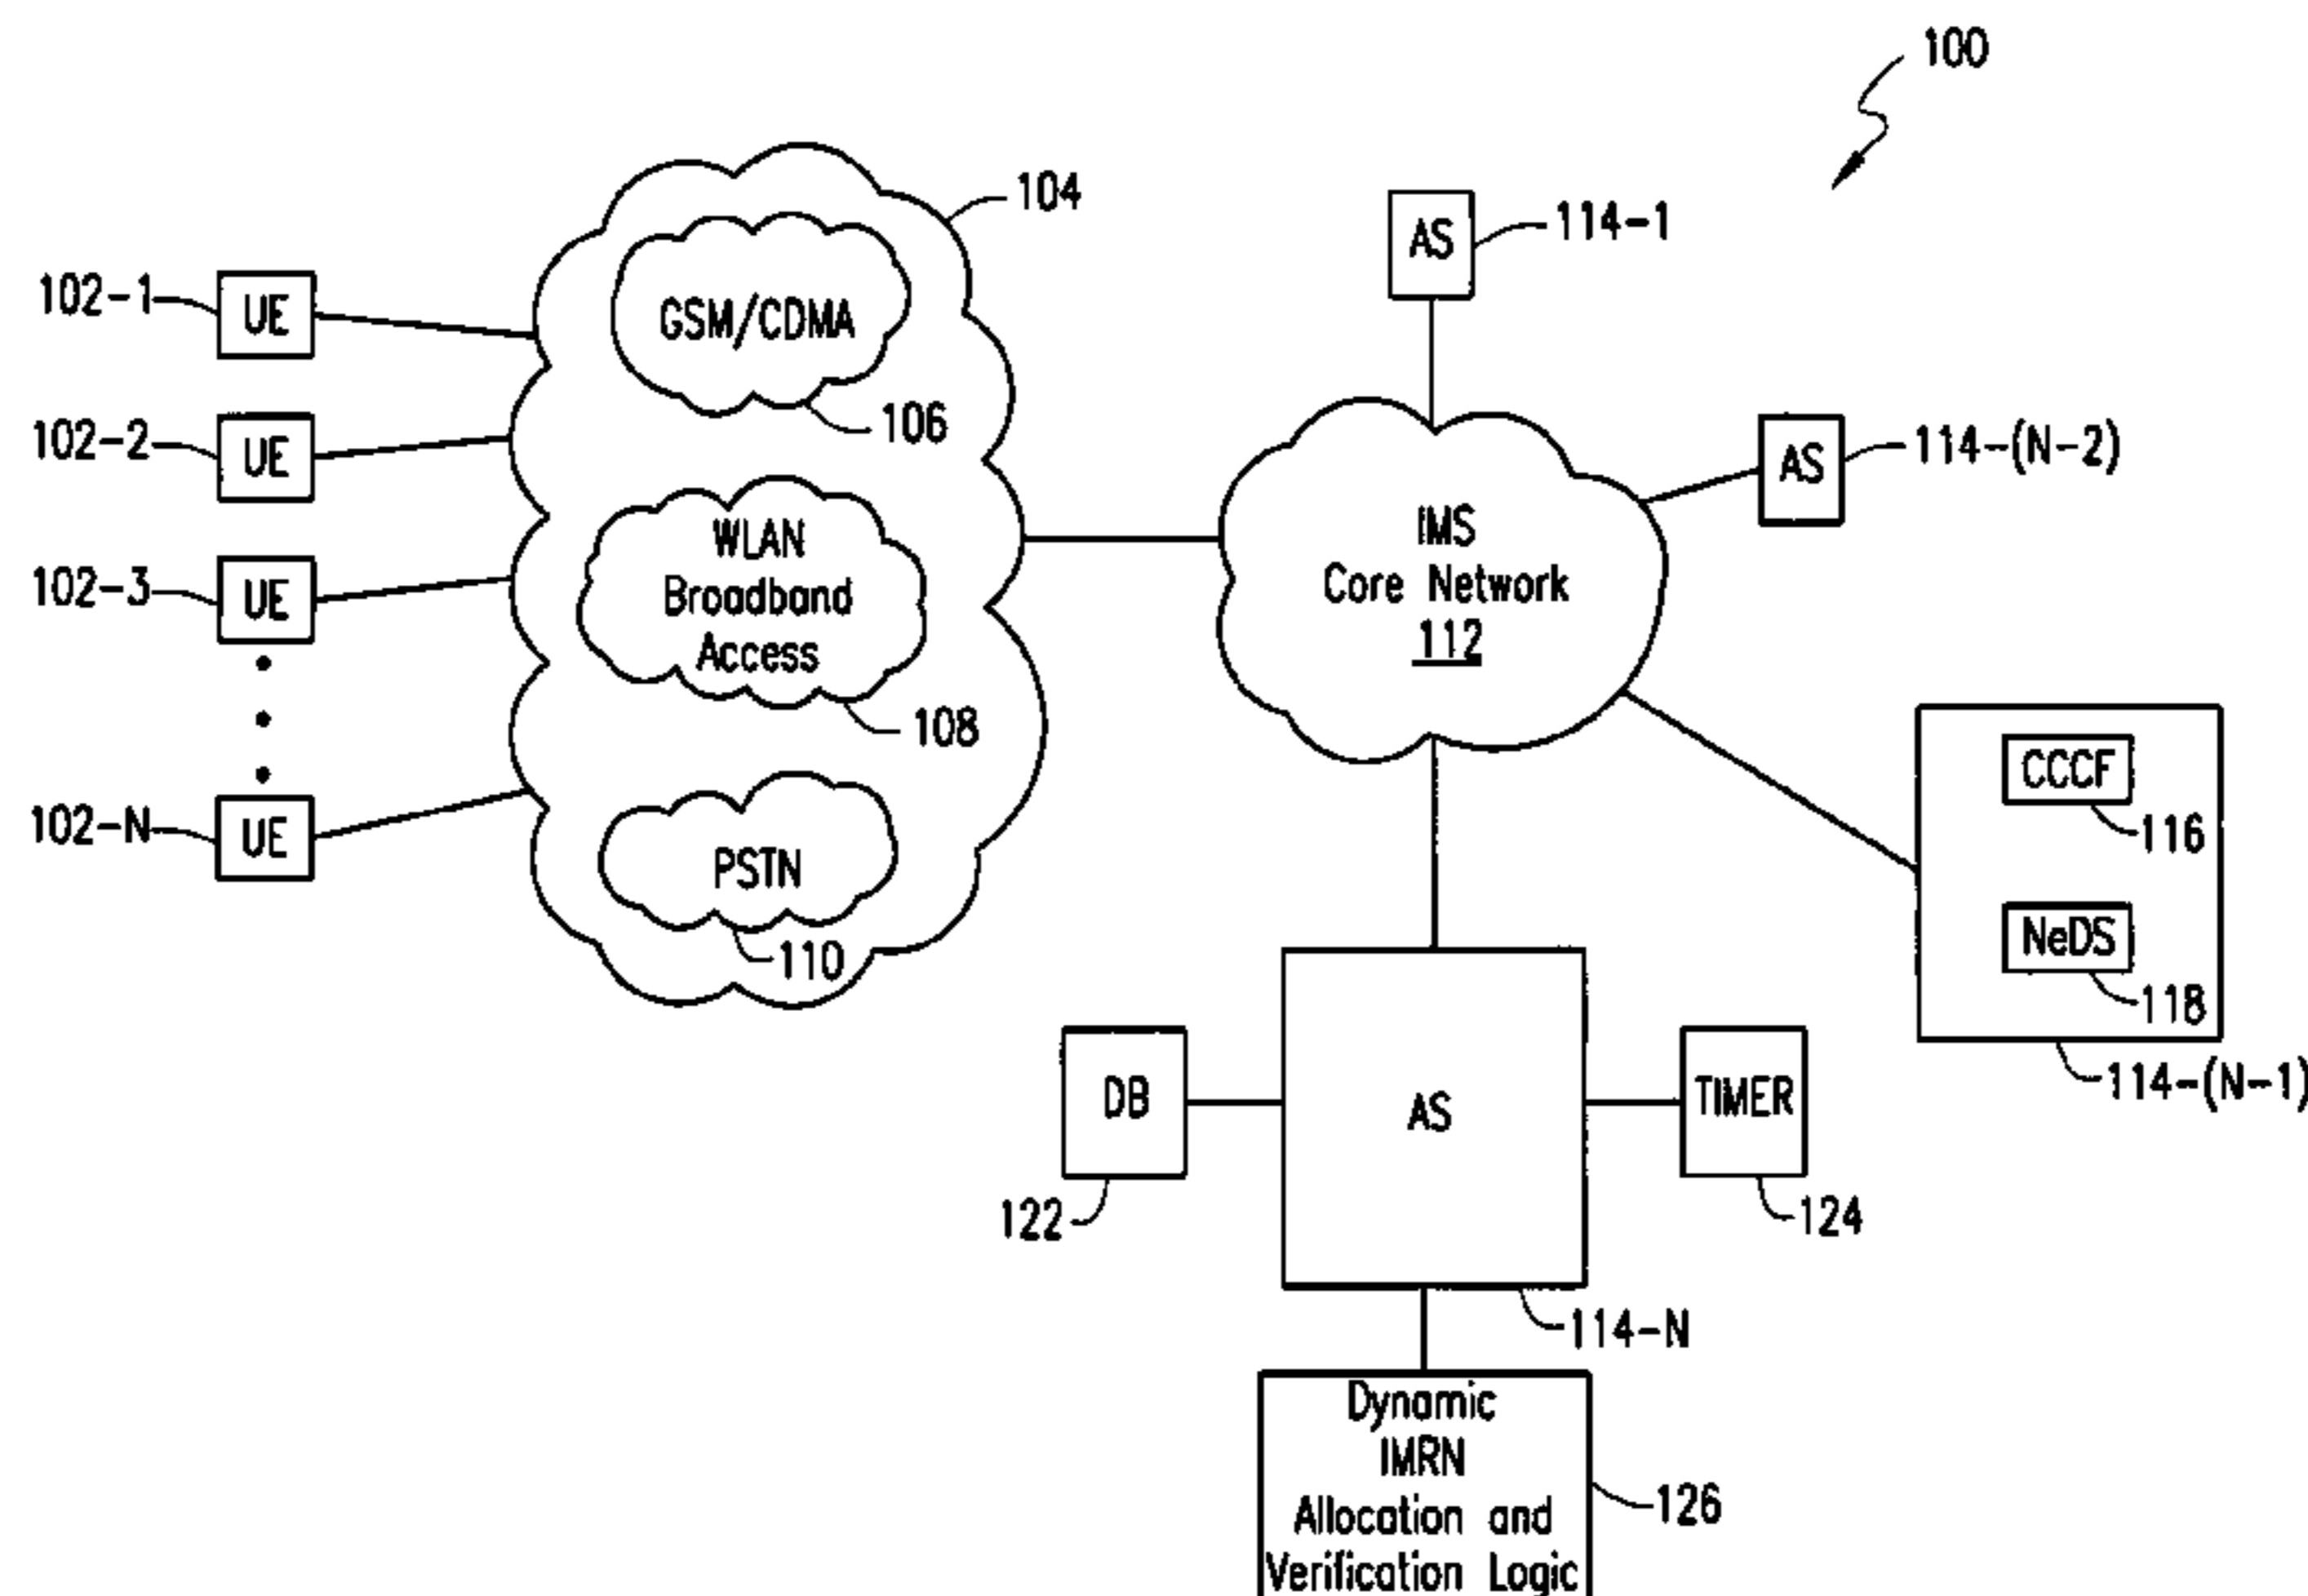 100
104
102-1
UE
GSM/CDMA
106
102-2
UE
WLAN
Broadband
Access
108
102-3
UE
102-N
UE
PSTN
110
AS
114-1
AS
114-(N-2)
IMS
Core Network
112
CCCF
116
NeDS
118
114-(N-1)
DB
122
AS
TIMER
124
114-N
Dynamic
IMRN
Allocation and
Verification Logic
126